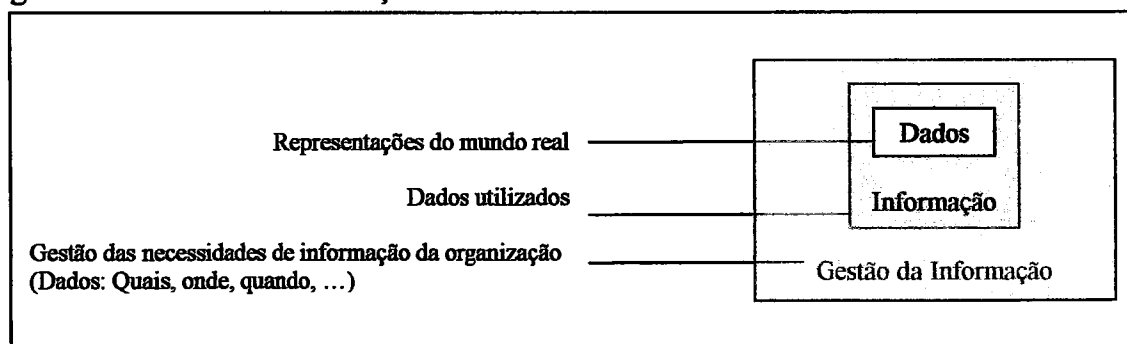 Representações do mundo real
Dados
Dados utilizados
Informação
Gestão das necessidades de informação da organização
(Dados: Quais, onde, quando, …)
Gestão da Informação